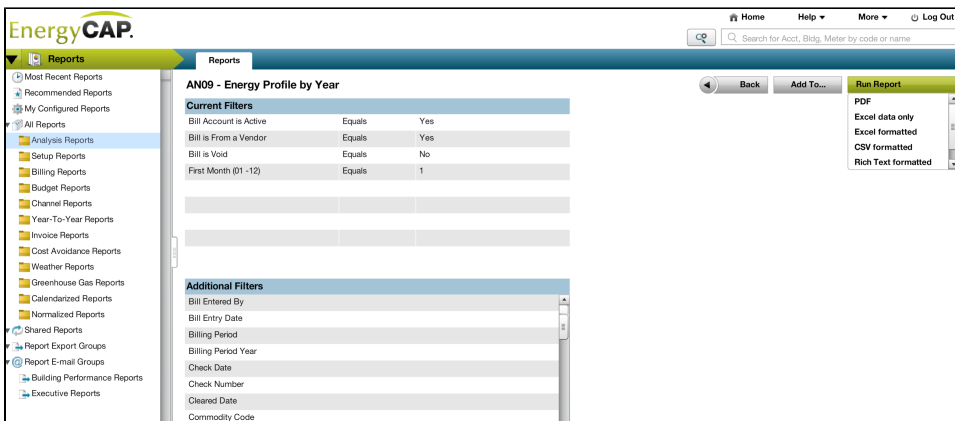 EnergyCAP.
Home Help More Log Out
Search for Acct, Bldg, Meter by code or name
Reports
Reports
Most Recent Reports
Recommended Reports
My Configured Reports
All Reports
Analysis Reports
Setup Reports
Billing Reports
Budget Reports
Channel Reports
Year-To-Year Reports
Invoice Reports
Cost Avoidance Reports
Weather Reports
Greenhouse Gas Reports
Calendarized Reports
Normalized Reports
Shared Reports
Report Export Groups
Report E-mail Groups
Building Performance Reports
Executive Reports
AN09 - Energy Profile by Year
Back Add To... Run Report
PDF
Excel data only
Excel formatted
CSV formatted
Rich Text formatted
Current Filters
Bill Account is Active Equals Yes
Bill is From a Vendor Equals Yes
Bill is Void Equals No
First Month (01 -12) Equals 1
Additional Filters
Bill Entered By
Bill Entry Date
Billing Period
Billing Period Year
Check Date
Check Number
Cleared Date
Commodity Code